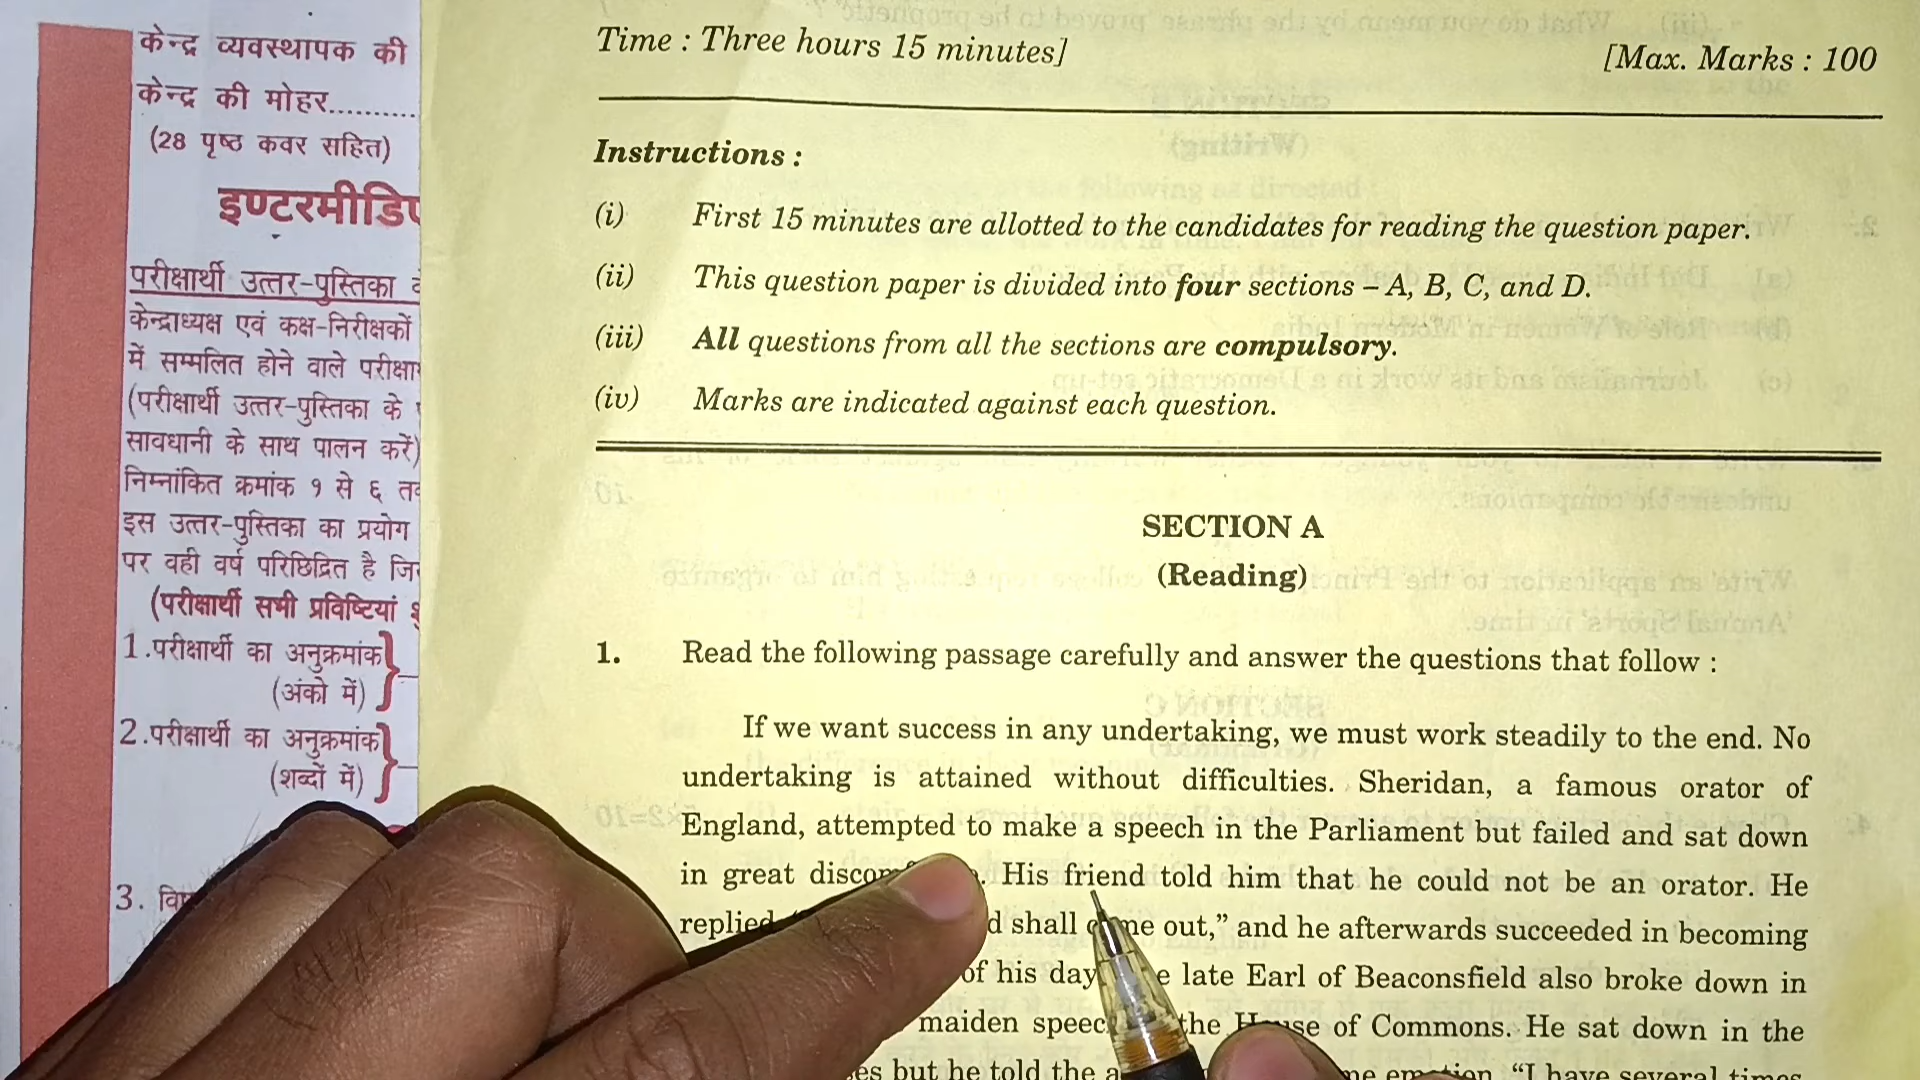 केन्द्र व्यवस्थापक की
केन्द्र की मोहर..........
(28 पृष्ठ कवर सहित)
इण्टरमीडिए
परीक्षार्थी उत्तर-पुस्तिका
केन्द्राध्यक्ष एवं कक्ष-निरीक्षकों
में सम्मलित होने वाले
(परीक्षार्थी उत्तर-पुस्तिका के
सावधानी के साथ पालन करें)
निम्नांकित क्रमांक १ से ६
इस उत्तर-पुस्तिका का प्रयोग
पर वही वर्ष परिछिद्रित है
(परीक्षार्थी सभी प्रविष्टियां
1.परीक्षार्थी का अनुक्रमांक
(अंको में)
2.परीक्षार्थी का अनुक्रमांक
(शब्दों में)
3.
Time : Three hours 15 minutes]
[Max. Marks : 100
Instructions :
(i) First 15 minutes are allotted to the candidates for reading the question paper.
(ii) This question paper is divided into four sections – A, B, C, and D.
(iii) All questions from all the sections are compulsory.
(iv) Marks are indicated against each question.
SECTION A
(Reading)
1. Read the following passage carefully and answer the questions that follow :
If we want success in any undertaking, we must work steadily to the end. No
undertaking is attained without difficulties. Sheridan, a famous orator of
England, attempted to make a speech in the Parliament but failed and sat down
in great His friend told him that he could not be an orator. He
replied shall come out,” and he afterwards succeeded in becoming
of his day late Earl of Beaconsfield also broke down in
maiden speech the House of Commons. He sat down in the
but he told the emotion, “I have several times